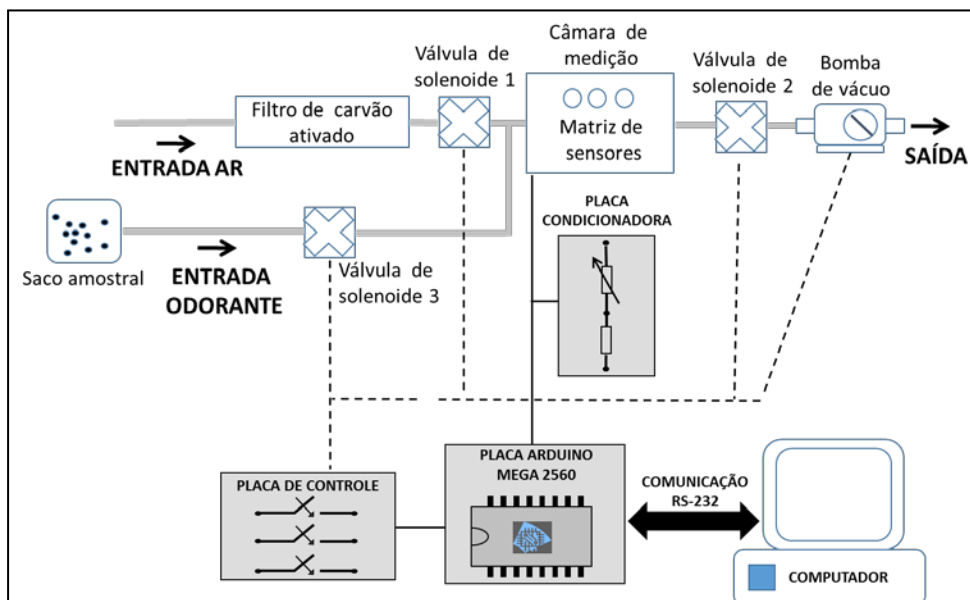 Câmara de
medição
Válvula de
solenoide 1
Válvula de
solenoide 2
Bomba
de vácuo
Filtro de carvão
ativado
Matriz de
sensores
ENTRADA AR
SAÍDA
PLACA
CONDICIONADORA
Saco amostral
ENTRADA
ODORANTE
Válvula de
solenoide 3
PLACA DE CONTROLE
PLACA ARDUINO
MEGA 2560
COMUNICAÇÃO
RS-232
COMPUTADOR